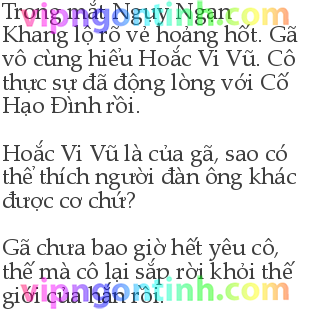 Trong mắt Ngụy Ngạn
Khang lộ rõ vẻ hoảng hốt. Gã
vô cùng hiểu Hoắc Vi Vũ. Cô
thực sự đã động lòng với Cố
Hạo Đình rồi.
Hoắc Vi Vũ là của gã, sao có
thể thích người đàn ông khác
được cơ chứ?
Gã chưa bao giờ hết yêu cô,
thế mà cô lại sắp rời khỏi thế
giới của hắn rồi.
vipngontinh.com
vipngontinh.com